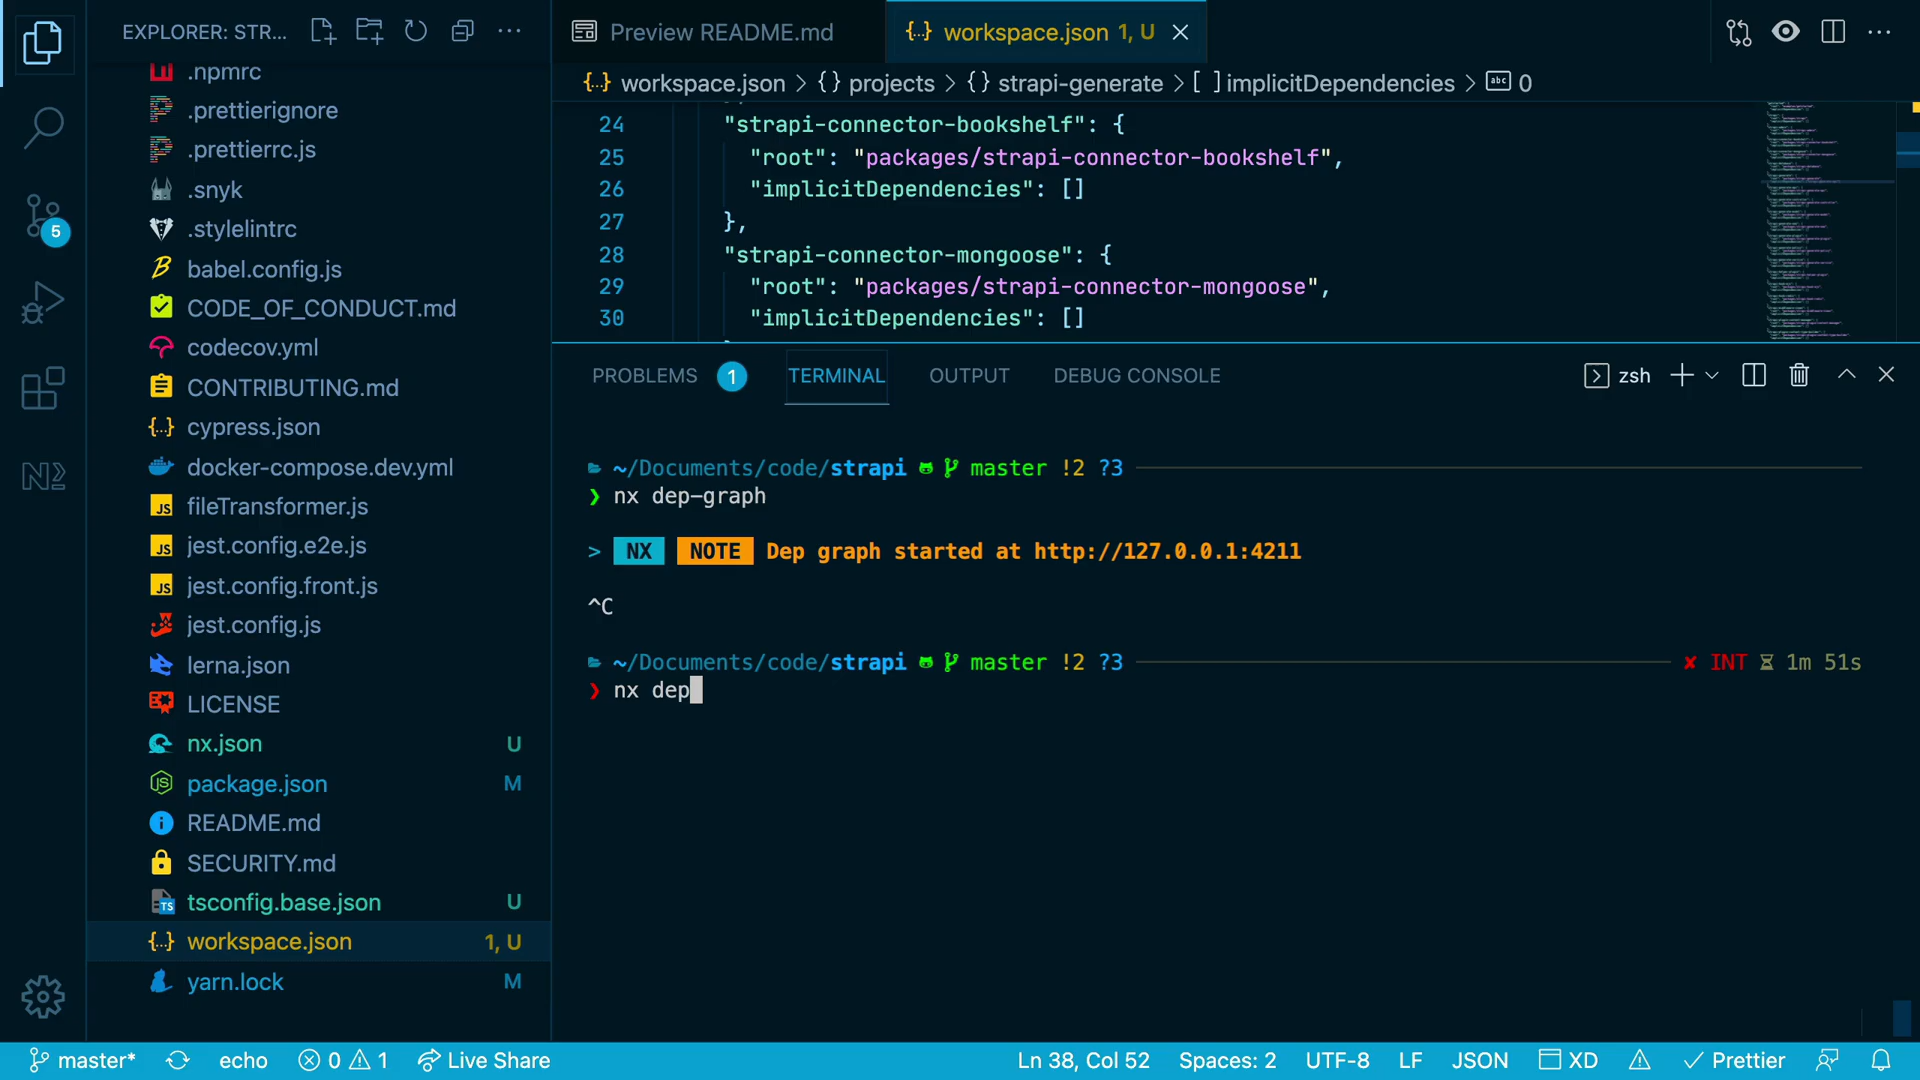 EXPLORER: STR...
Preview README.md
workspace.json 1, U
workspace.json > {} projects > {} strapi-generate > [ ] implicitDependencies > abc 0
.npmrc
.prettierignore
.prettierrc.js
.snyk
.stylelintrc
babel.config.js
CODE_OF_CONDUCT.md
codecov.yml
CONTRIBUTING.md
cypress.json
docker-compose.dev.yml
fileTransformer.js
jest.config.e2e.js
jest.config.front.js
jest.config.js
lerna.json
LICENSE
nx.json U
package.json M
README.md
SECURITY.md
tsconfig.base.json U
workspace.json 1, U
yarn.lock M
5
24 "strapi-connector-bookshelf": {
25 "root": "packages/strapi-connector-bookshelf",
26 "implicitDependencies": []
27 },
28 "strapi-connector-mongoose": {
29 "root": "packages/strapi-connector-mongoose",
30 "implicitDependencies": []
PROBLEMS 1 TERMINAL OUTPUT DEBUG CONSOLE zsh
~/Documents/code/strapi master !2 ?3
❯ nx dep-graph
> NX NOTE Dep graph started at http://127.0.0.1:4211
^C
~/Documents/code/strapi master !2 ?3 ✘ INT 1m 51s
❯ nx dep
master* echo 0 1 Live Share Ln 38, Col 52 Spaces: 2 UTF-8 LF JSON XD Prettier